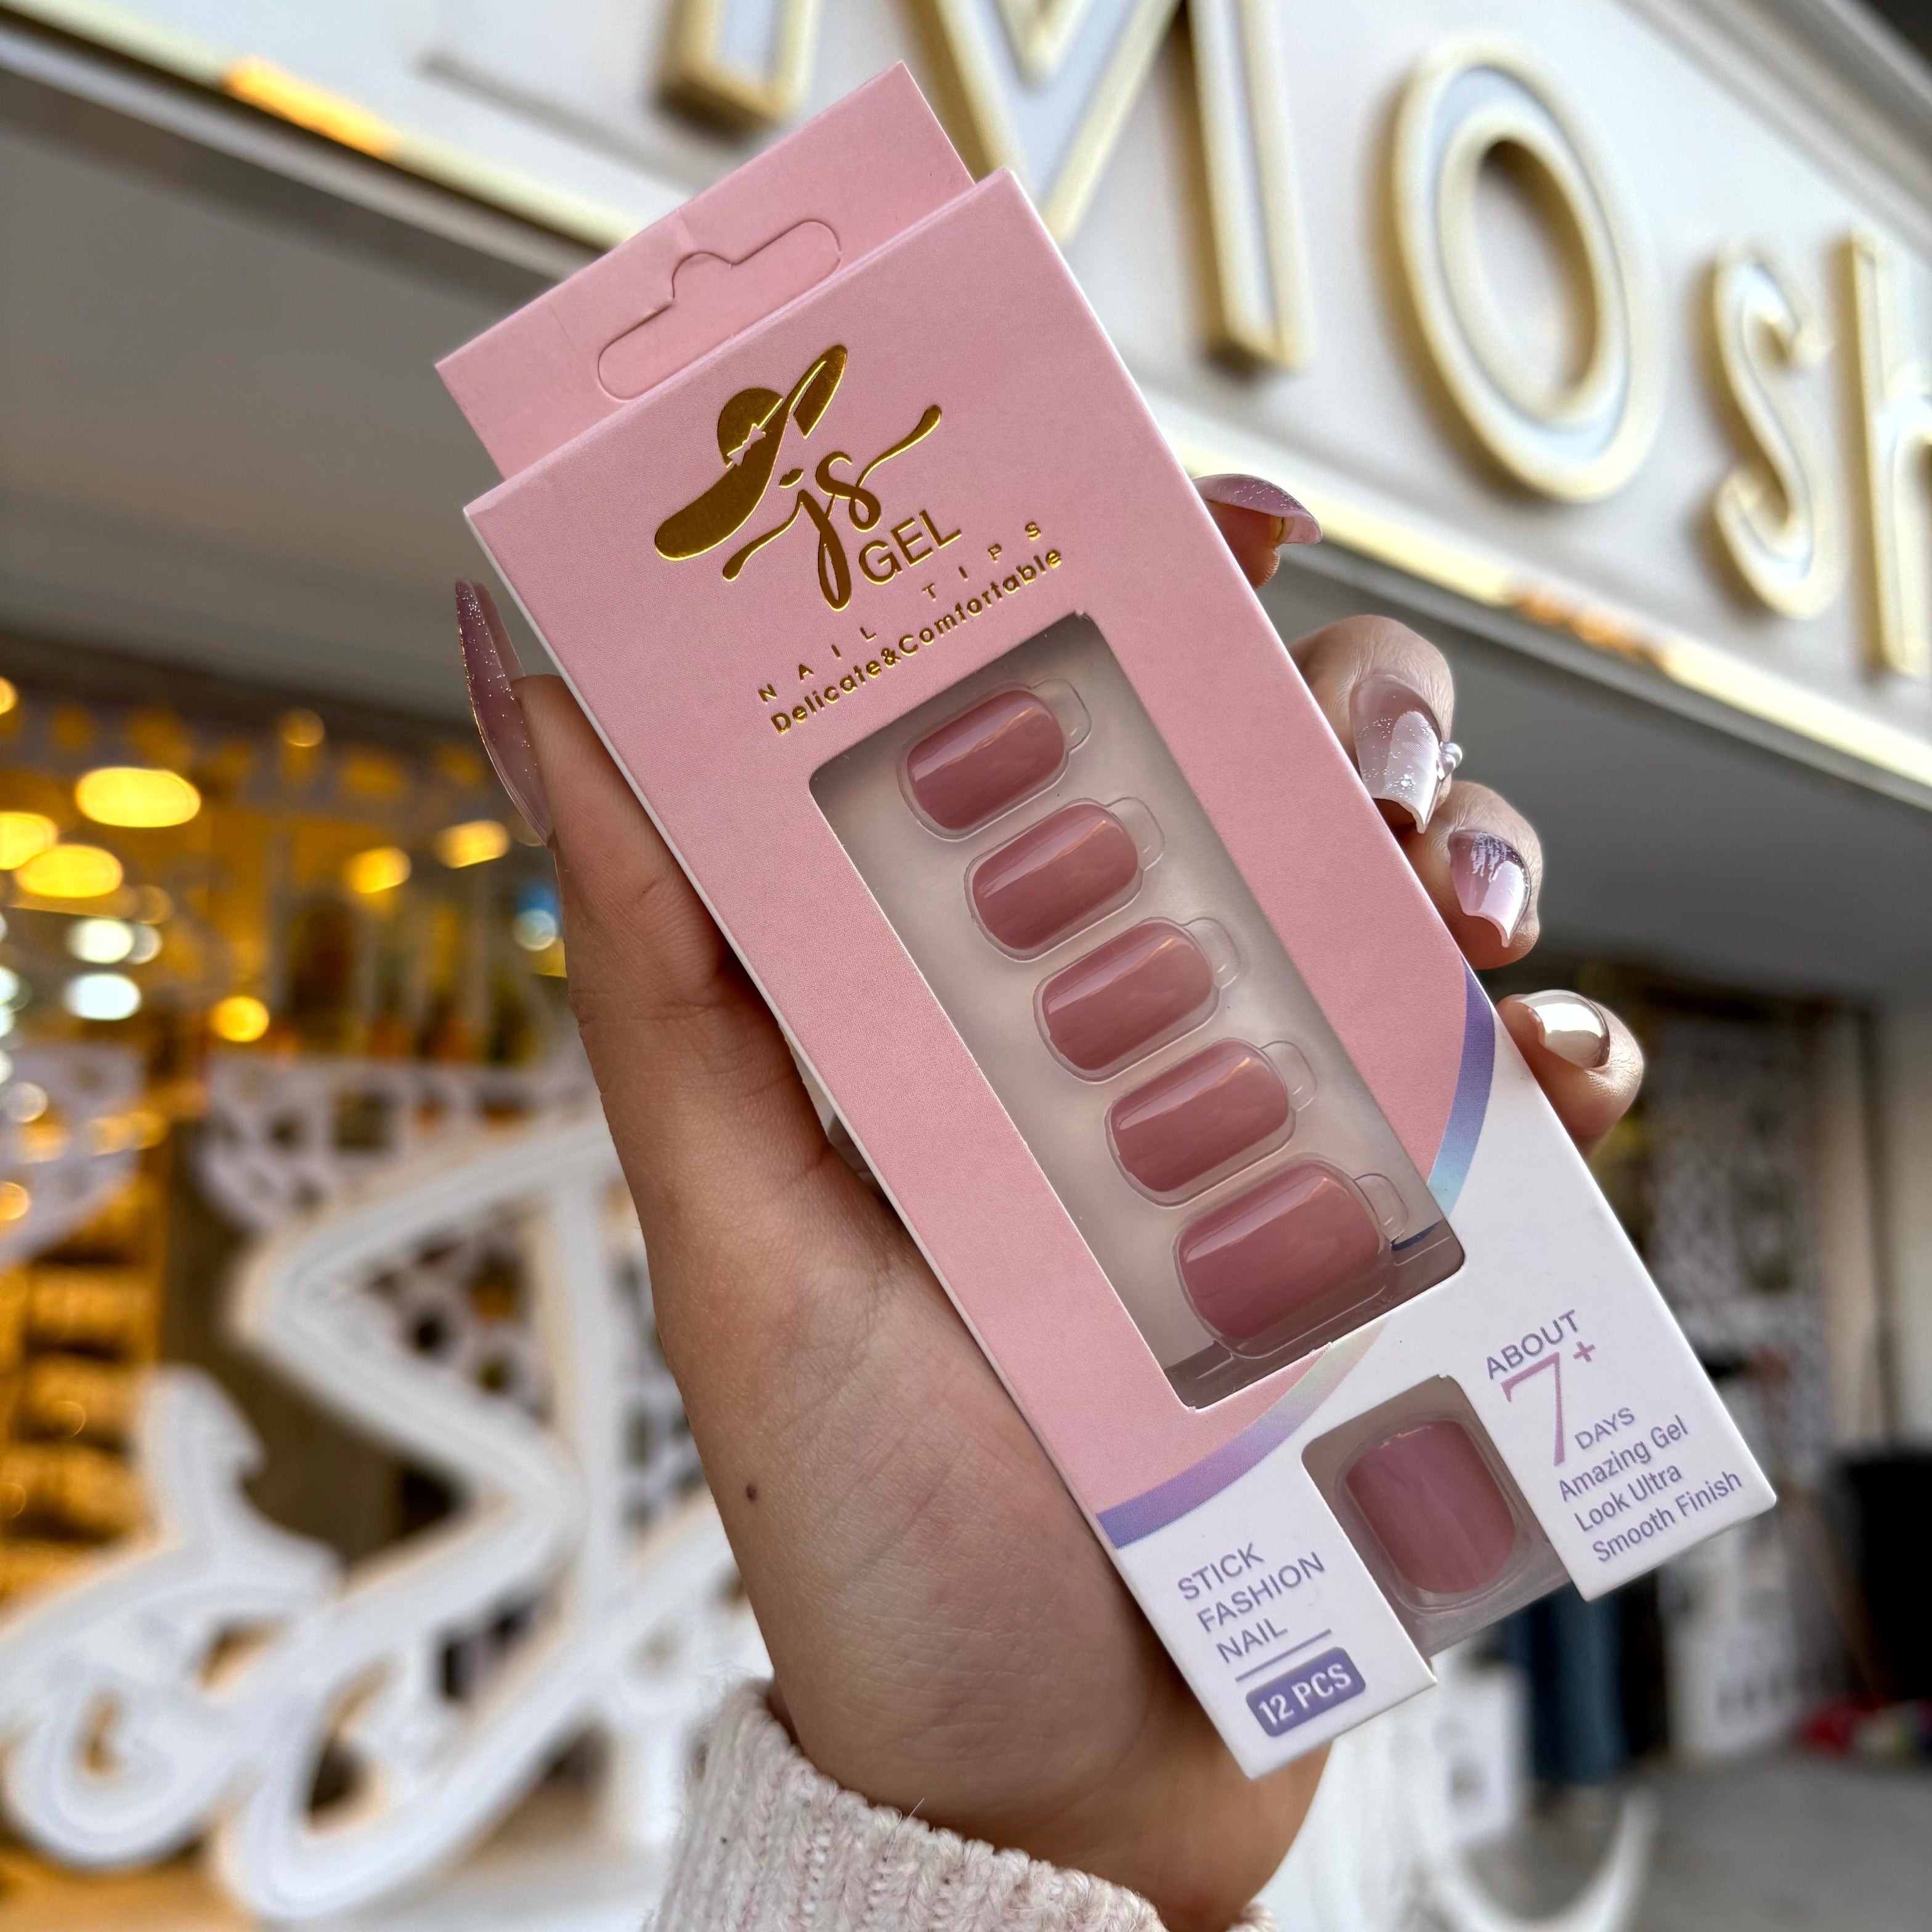 Mosh
js
GEL
NAIL TIPS
Delicate&Comfortable
ABOUT
7+
DAYS
Amazing Gel
Look Ultra
Smooth Finish
STICK
FASHION
NAIL
12 PCS